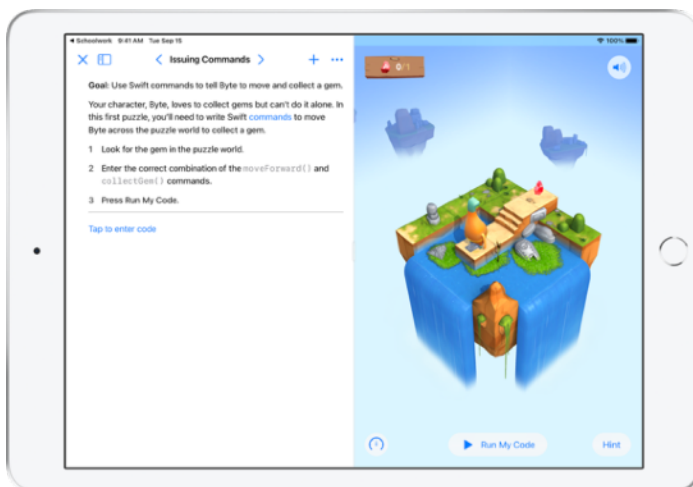 ◀ Schoolwork 9:41 AM Tue Sep 15
100%
Issuing Commands
0/1
Goal: Use Swift commands to tell Byte to move and collect a gem.
Your character, Byte, loves to collect gems but can't do it alone. In
this first puzzle, you'll need to write Swift commands to move
Byte across the puzzle world to collect a gem.
1 Look for the gem in the puzzle world.
2 Enter the correct combination of the moveForward() and
collectGem() commands.
3 Press Run My Code.
Tap to enter code
Run My Code
Hint